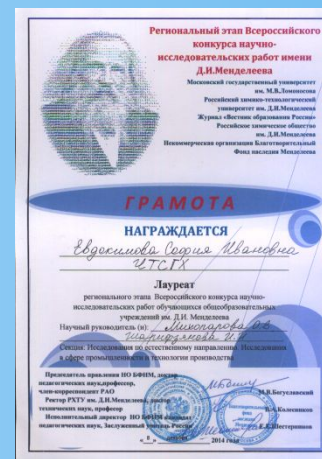 Региональный этап Всероссийского
конкурса научно-
исследовательских работ имени
Д.И.Менделеева
Московский государственный университет
им. М.В.Ломоносова
Российский химико-технологический
университет им. Д.И.Менделеева
Журнал «Вестник образования России»
Российское химическое общество
им. Д.И.Менделеева
Некоммерческая организация Благотворительный
Фонд наследия Менделеева
ГРАМОТА
НАГРАЖДАЕТСЯ
Евдокимова София Ивановна
Лауреат
регионального этапа Всероссийского конкурса научно-
исследовательских работ обучающихся общеобразовательных
учреждений им. Д.И. Менделеева
Научный руководитель (и):
Секция: Исследования по естественному направлению. Исследования
в сфере промышленности и технологии производства
Председатель правления НО БФНМ, доктор
педагогических наук,профессор,
член-корреспондент РАО
М.В.Богуславский
Ректор РХТУ им. Д.И.Менделеева, доктор
технических наук, профессор
Колесников
Исполнительный директор НО БФНМ
педагогических наук, Заслуженный учитель России
Шестерников
2014 года